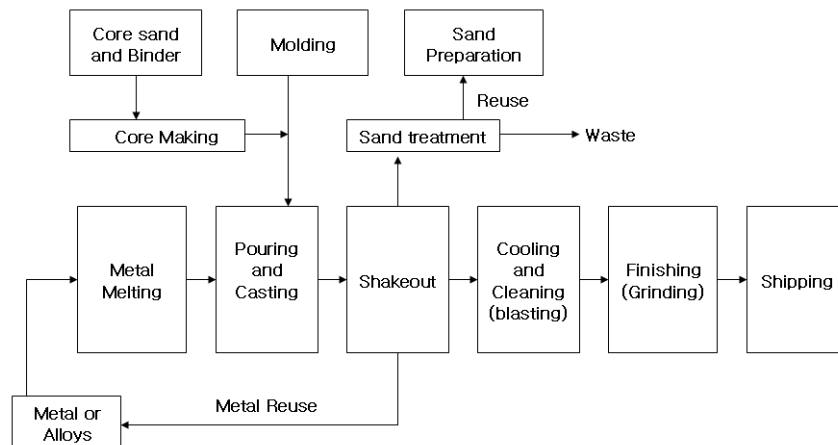 Core sand
and Binder
Molding
Sand
Preparation
Reuse
Core Making
Sand treatment
Waste
Metal
Melting
Pouring
and
Casting
Shakeout
Cooling
and
Cleaning
(blasting)
Finishing
(Grinding)
Shipping
Metal Reuse
Metal or
Alloys